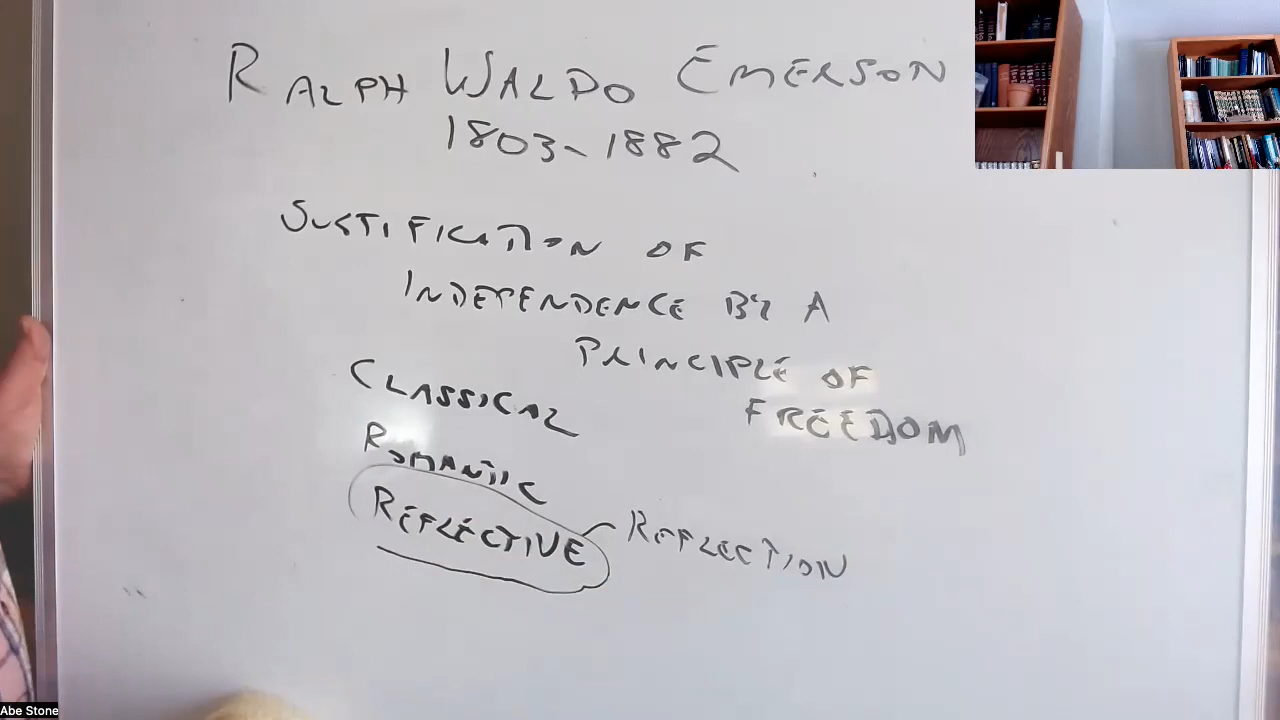 RALPH WALDO EMERSON
1803-1882
JUSTIFICATION OF
INDEPENDENCE BY A
PRINCIPLE OF
FREEDOM
CLASSICAL
ROMANTIC
REFLECTIVE
REFLECTION
Abe Stone